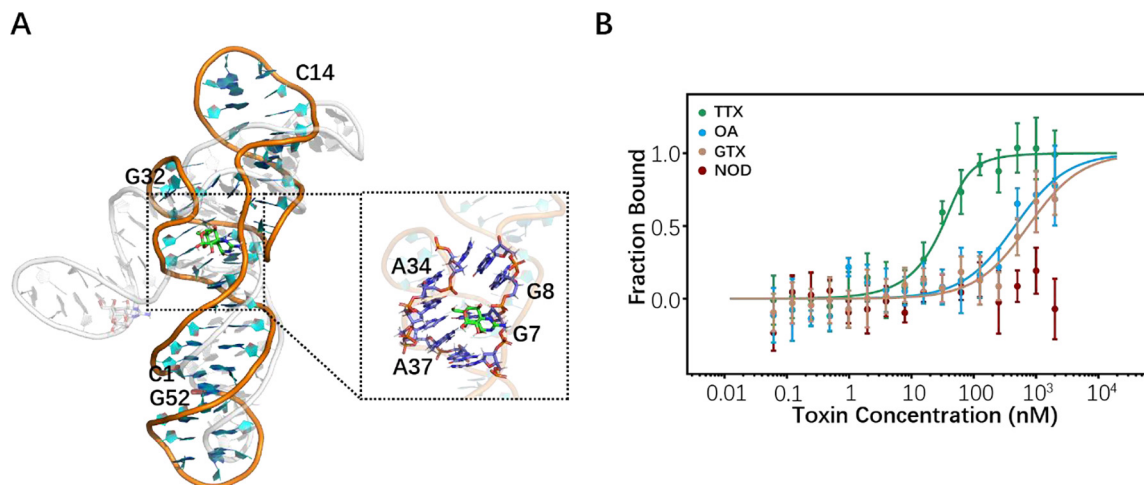 A
C14
G32
A34
G8
G7
A37
C1
G52
B
TTX
OA
GTX
NOD
Fraction Bound
1.0
0.5
0.0
0.01 0.1 1 10 100 10³ 10⁴
Toxin Concentration (nM)